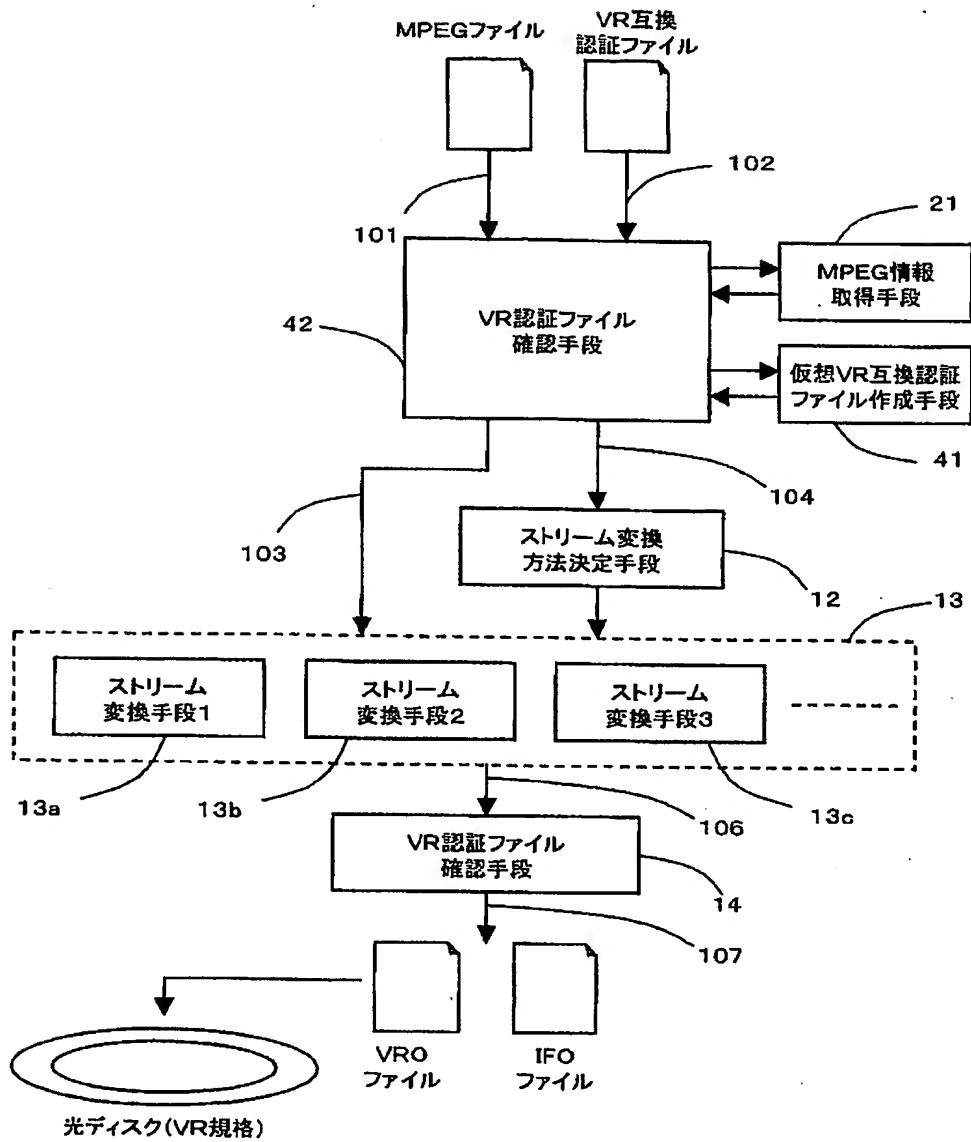 MPEGファイル
VR互換
認証ファイル
101
102
21
MPEG情報
取得手段
42
VR認証ファイル
確認手段
仮想VR互換認証
ファイル作成手段
41
103
104
ストリーム変換
方法決定手段
12
13
ストリーム
変換手段1
ストリーム
変換手段2
ストリーム
変換手段3
13a
13b
106
13c
VR認証ファイル
確認手段
14
107
VRO
ファイル
IFO
ファイル
光ディスク(VR規格)